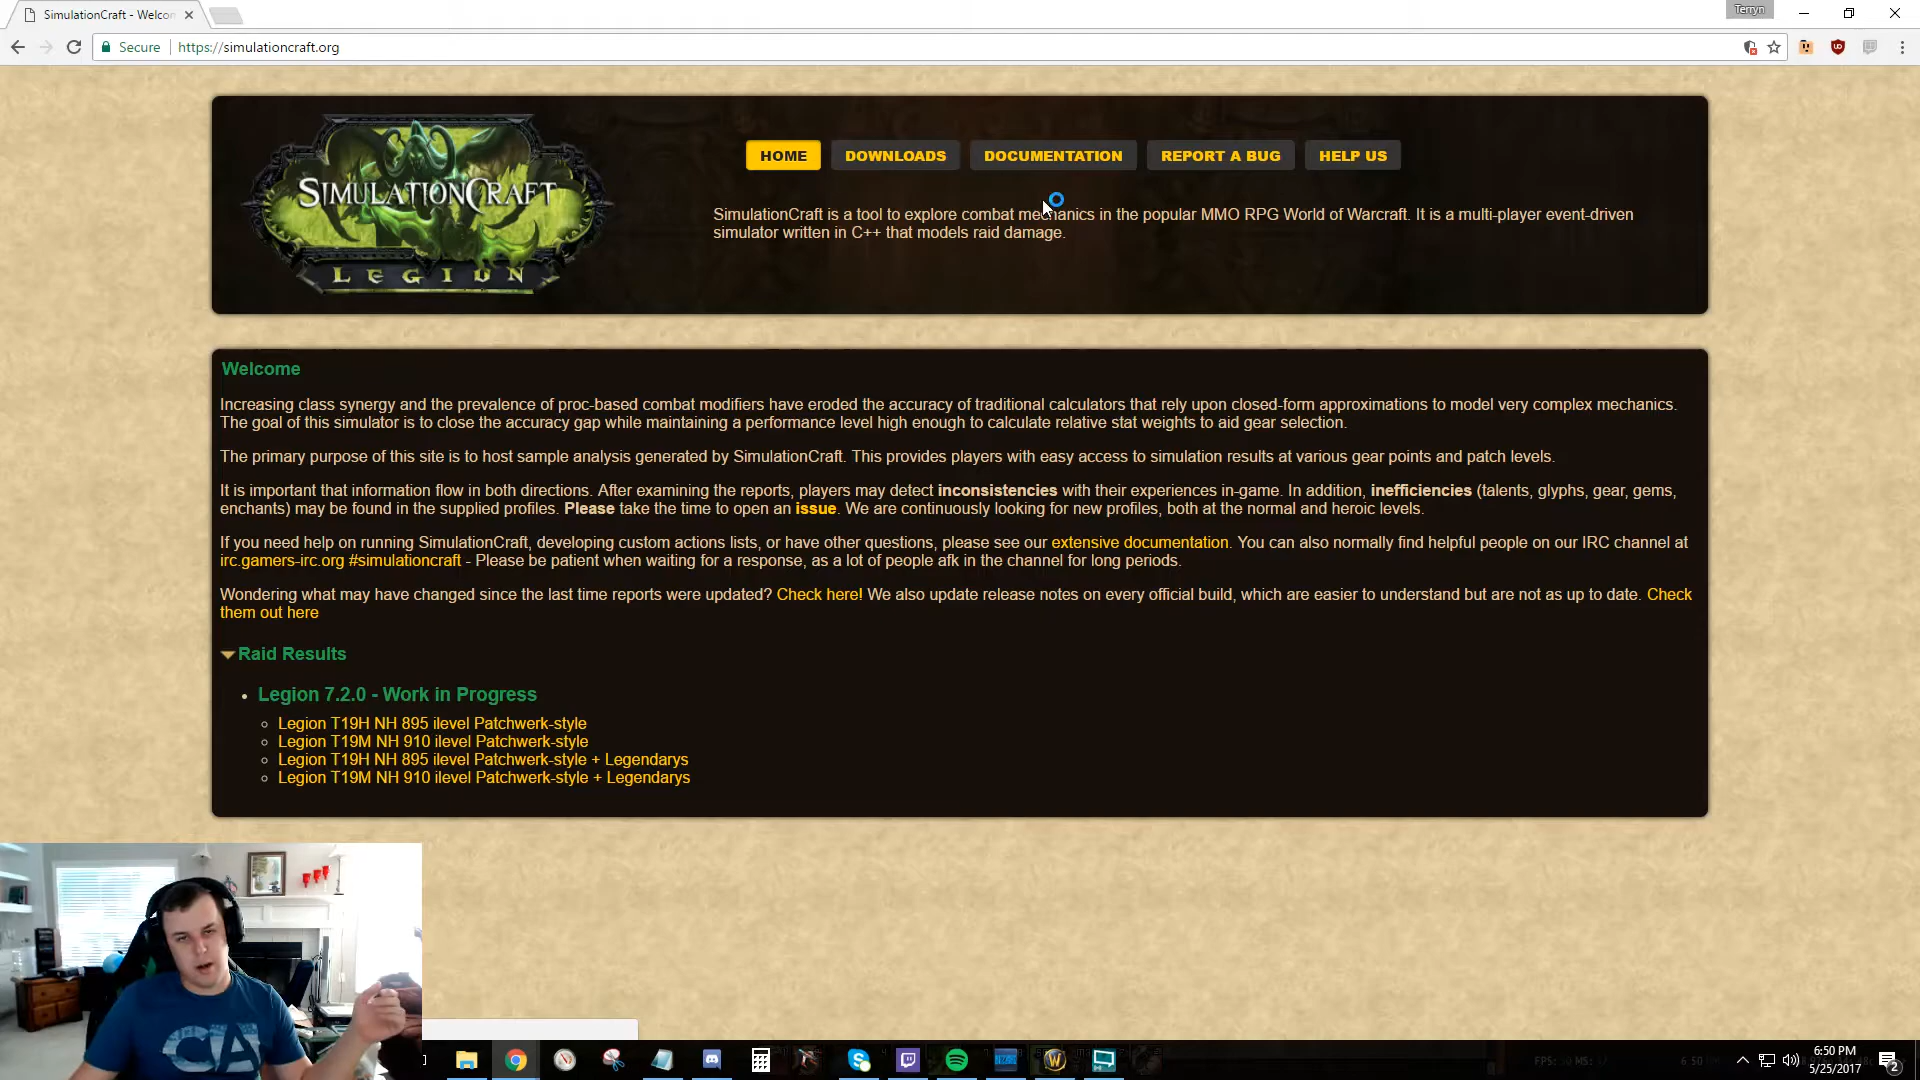 SimulationCraft - Welcom
Terryn
Secure
https://simulationcraft.org
SIMULATIONCRAFT
LEGION
HOME
DOWNLOADS
DOCUMENTATION
REPORT A BUG
HELP US
SimulationCraft is a tool to explore combat mechanics in the popular MMO RPG World of Warcraft. It is a multi-player event-driven
simulator written in C++ that models raid damage.
Welcome
Increasing class synergy and the prevalence of proc-based combat modifiers have eroded the accuracy of traditional calculators that rely upon closed-form approximations to model very complex mechanics.
The goal of this simulator is to close the accuracy gap while maintaining a performance level high enough to calculate relative stat weights to aid gear selection.
The primary purpose of this site is to host sample analysis generated by SimulationCraft. This provides players with easy access to simulation results at various gear points and patch levels.
It is important that information flow in both directions. After examining the reports, players may detect inconsistencies with their experiences in-game. In addition, inefficiencies (talents, glyphs, gear, gems,
enchants) may be found in the supplied profiles. Please take the time to open an issue. We are continuously looking for new profiles, both at the normal and heroic levels.
If you need help on running SimulationCraft, developing custom actions lists, or have other questions, please see our extensive documentation. You can also normally find helpful people on our IRC channel at
irc.gamers-irc.org #simulationcraft - Please be patient when waiting for a response, as a lot of people afk in the channel for long periods.
Wondering what may have changed since the last time reports were updated? Check here! We also update release notes on every official build, which are easier to understand but are not as up to date. Check
them out here
Raid Results
Legion 7.2.0 - Work in Progress
Legion T19H NH 895 ilevel Patchwerk-style
Legion T19M NH 910 ilevel Patchwerk-style
Legion T19H NH 895 ilevel Patchwerk-style + Legendarys
Legion T19M NH 910 ilevel Patchwerk-style + Legendarys
CA
6:50 PM
5/25/2017
2